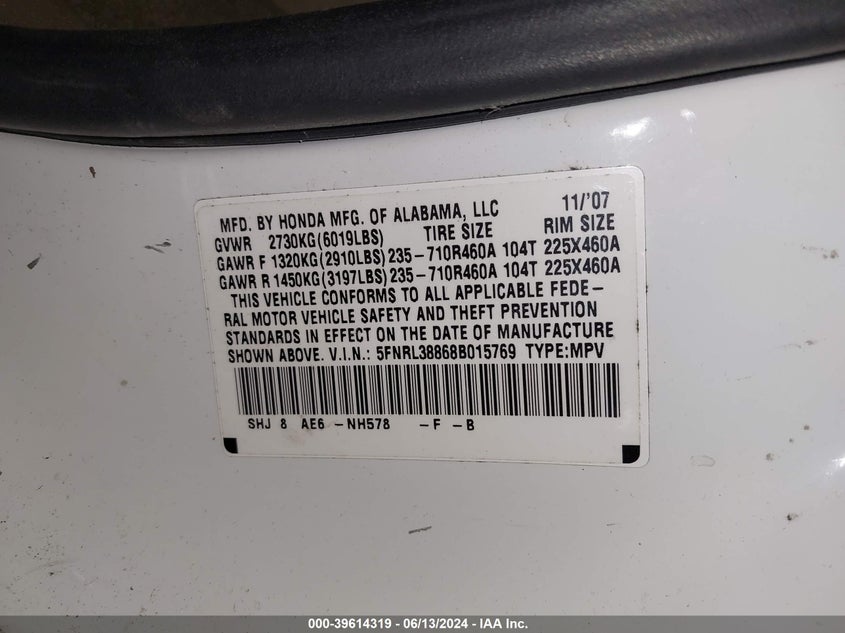 MFD. BY HONDA MFG. OF ALABAMA, LLC 11/'07
GVWR 2730KG(6019LBS) TIRE SIZE RIM SIZE
GAWR F 1320KG(2910LBS) 235-710R460A 104T 225X460A
GAWR R 1450KG(3197LBS) 235-710R460A 104T 225X460A
THIS VEHICLE CONFORMS TO ALL APPLICABLE FEDE-
RAL MOTOR VEHICLE SAFETY AND THEFT PREVENTION
STANDARDS IN EFFECT ON THE DATE OF MANUFACTURE
SHOWN ABOVE. V.I.N.: 5FNRL38868B015769 TYPE:MPV
SHJ 8 AE6 -NH578 -F -B
000-39614319 - 06/13/2024 - IAA Inc.